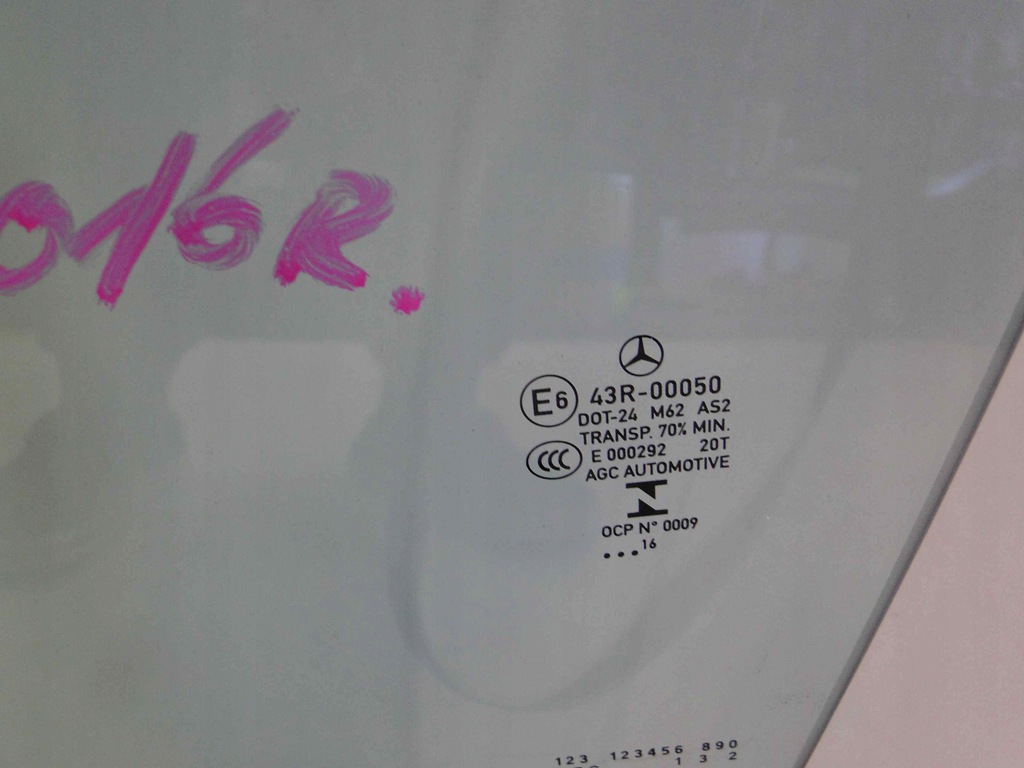 016R.
E6 43R-00050
DOT-24 M62 AS2
TRANSP. 70% MIN.
E 000292 20T
CCC AGC AUTOMOTIVE
OCP N° 0009
...16
123 123456 890
1 3 2